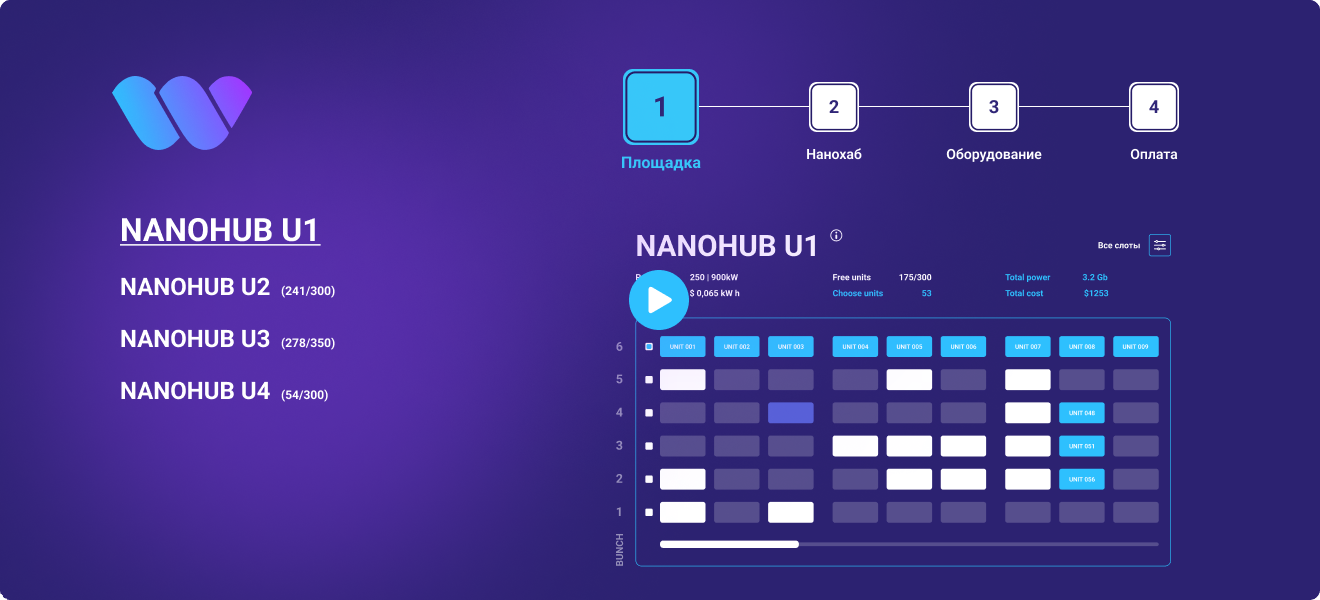 1
2
3
4
Площадка
Нанохаб
Оборудование
Оплата
NANOHUB U1
NANOHUB U2 (241/300)
NANOHUB U3 (278/350)
NANOHUB U4 (54/300)
NANOHUB U1
Все слоты
250 | 900kW
Free units 175/300
Total power 3.2 Gb
$ 0,065 kW h
Choose units 53
Total cost $1253
6 UNIT 001 UNIT 002 UNIT 003 UNIT 004 UNIT 005 UNIT 006 UNIT 007 UNIT 008 UNIT 009
5
4 UNIT 048
3 UNIT 051
2 UNIT 056
1
BUNCH